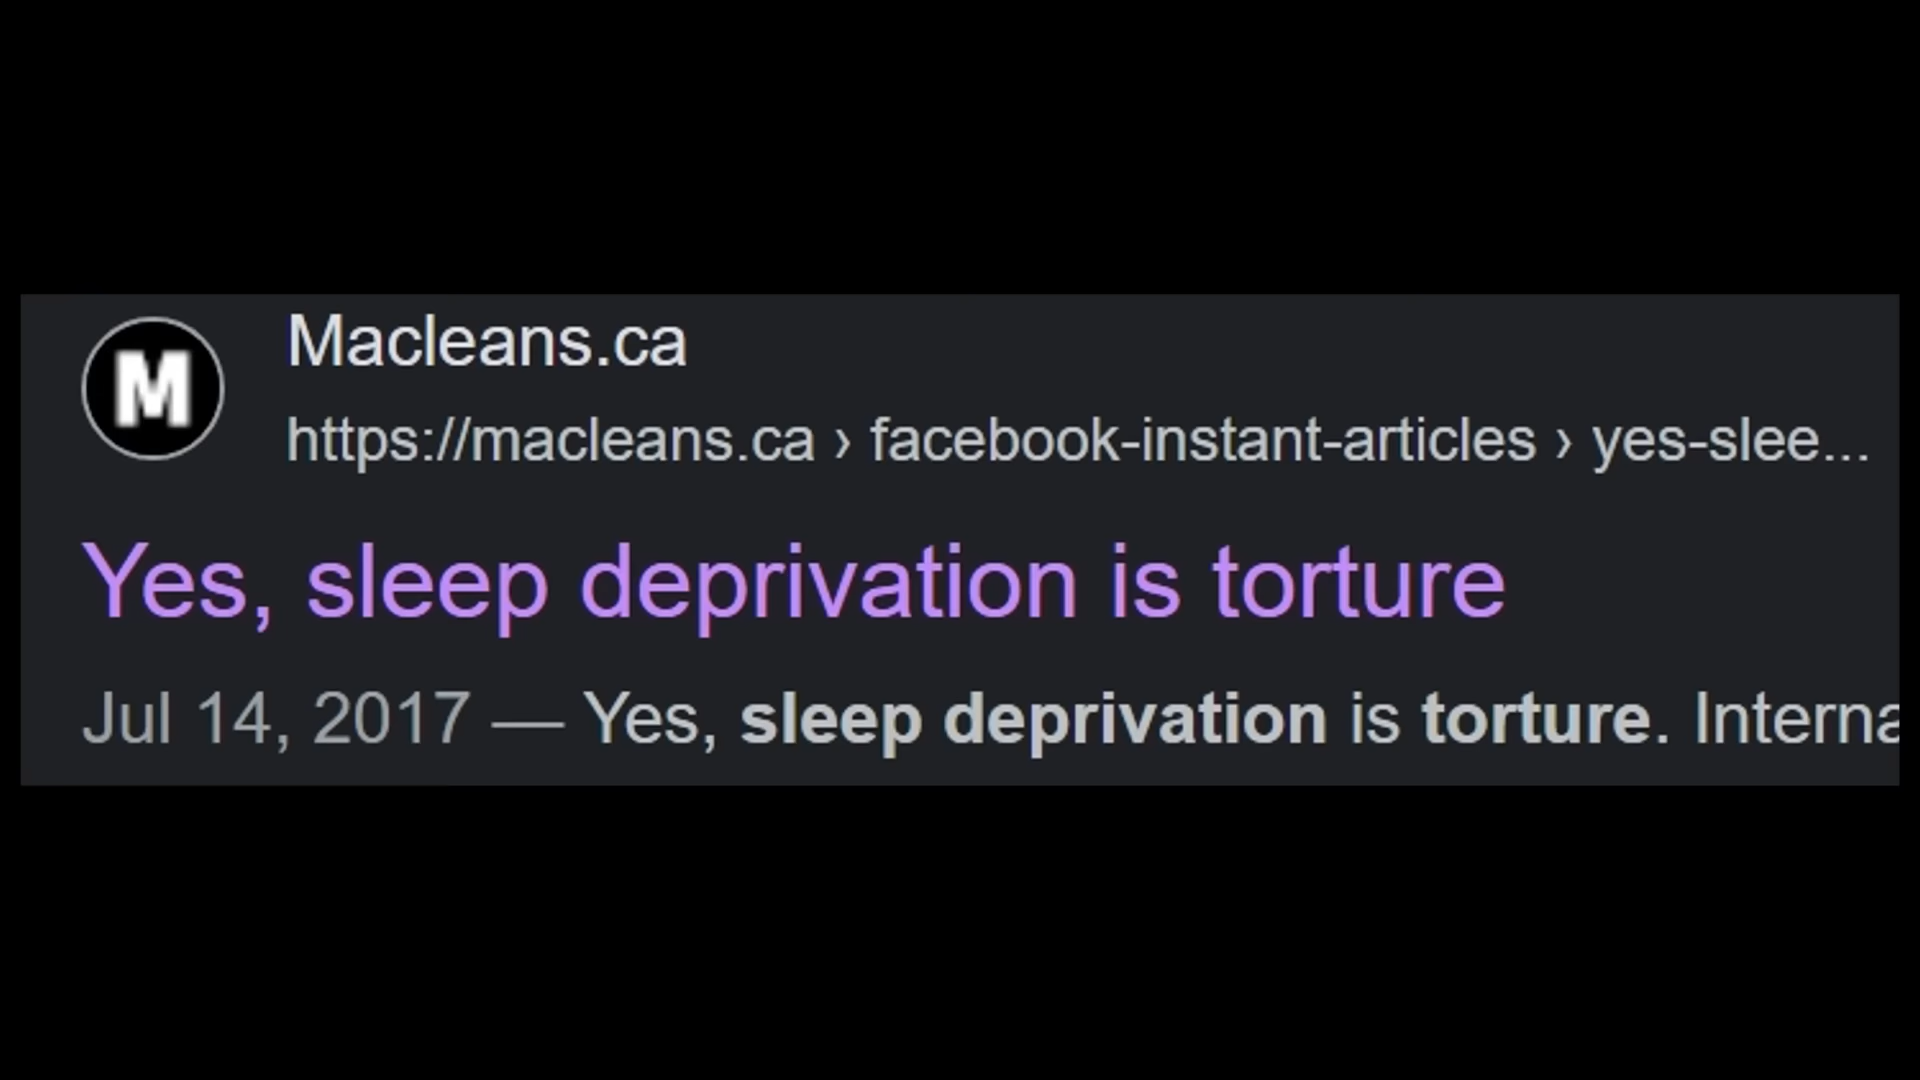 M
Macleans.ca
https://macleans.ca › facebook-instant-articles › yes-slee...
Yes, sleep deprivation is torture
Jul 14, 2017 — Yes, sleep deprivation is torture. Interna